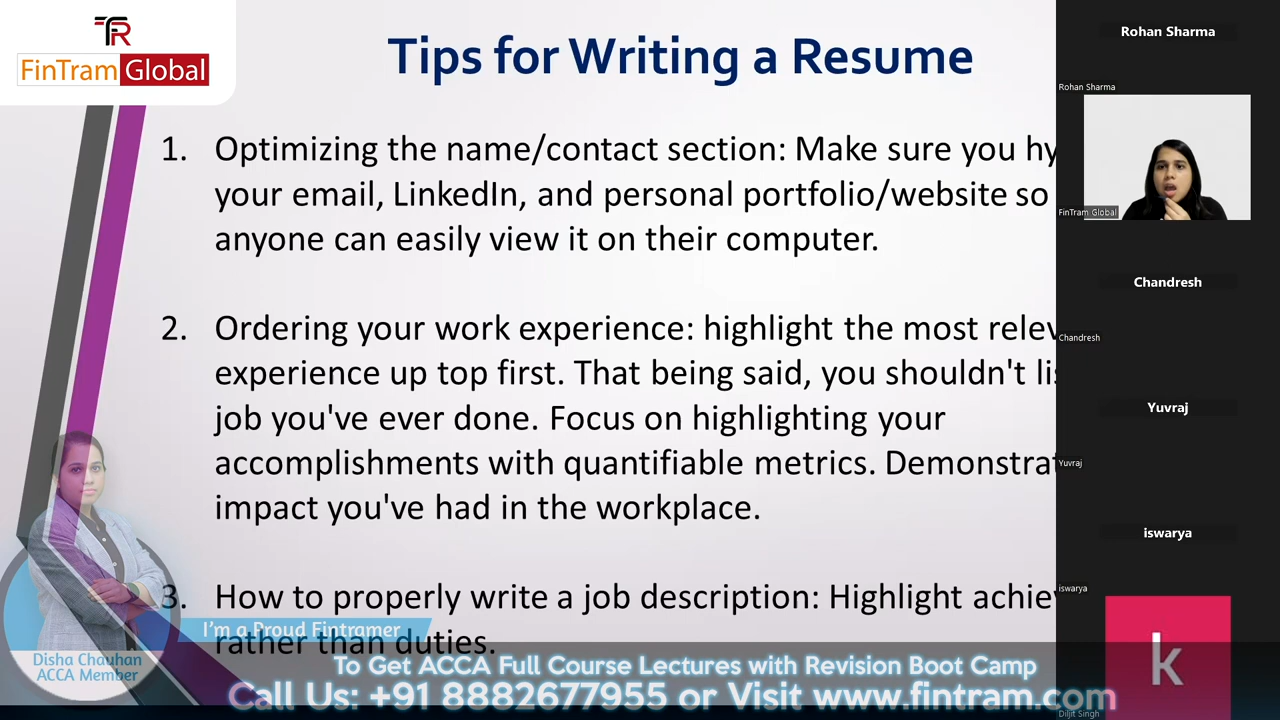 TR
FinTram Global
Tips for Writing a Resume
1. Optimizing the name/contact section: Make sure you hy
your email, LinkedIn, and personal portfolio/website so
anyone can easily view it on their computer.
2. Ordering your work experience: highlight the most relev
experience up top first. That being said, you shouldn't lis
job you've ever done. Focus on highlighting your
accomplishments with quantifiable metrics. Demonstrat
impact you've had in the workplace.
3. How to properly write a job description: Highlight achie
rather than duties.
I'm a Proud Fintramer
Disha Chauhan
ACCA Member
To Get ACCA Full Course Lectures with Revision Boot Camp
Call Us: +91 8882677955 or Visit www.fintram.com
Rohan Sharma
Rohan Sharma
FinTram Global
Chandresh
Chandresh
Yuvraj
Yuvraj
iswarya
iswarya
k
Diljit Singh